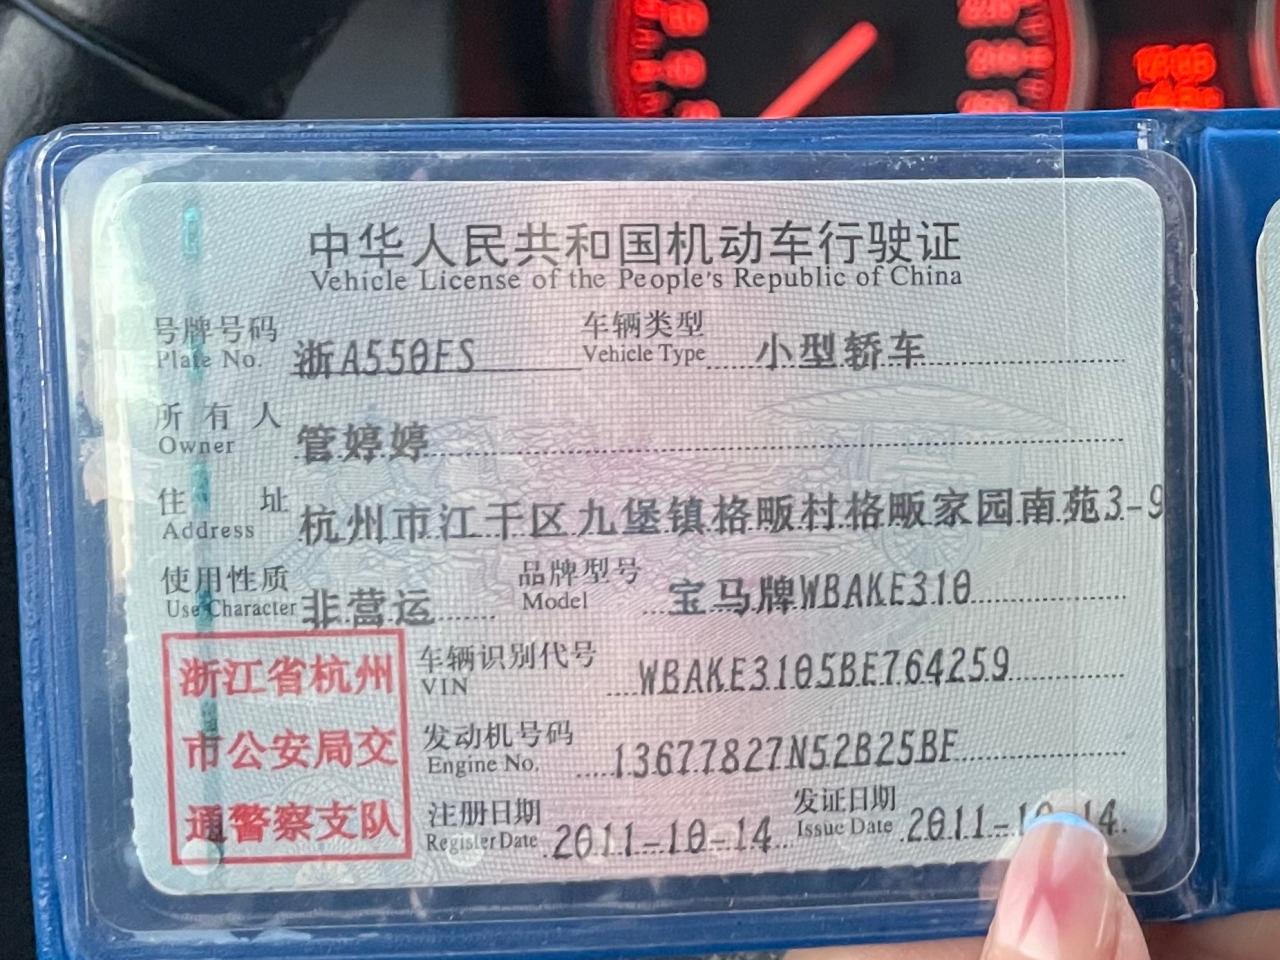 中华人民共和国机动车行驶证
Vehicle License of the People's Republic of China
号牌号码 浙A550FS 车辆类型 小型轿车
Plate No. Vehicle Type
所有人 管婷婷
Owner
住址 杭州市江干区九堡镇格畈村格畈家园南苑3-9
Address
使用性质 非营运 品牌型号 宝马牌WBAKE310
Use Character Model
浙江省杭州
市公安局交
通警察支队
车辆识别代号 WBAKE3105BE764259
VIN
发动机号码 13677827N52B25BF
Engine No.
注册日期 2011-10-14 发证日期 2011-10-14
Register Date Issue Date